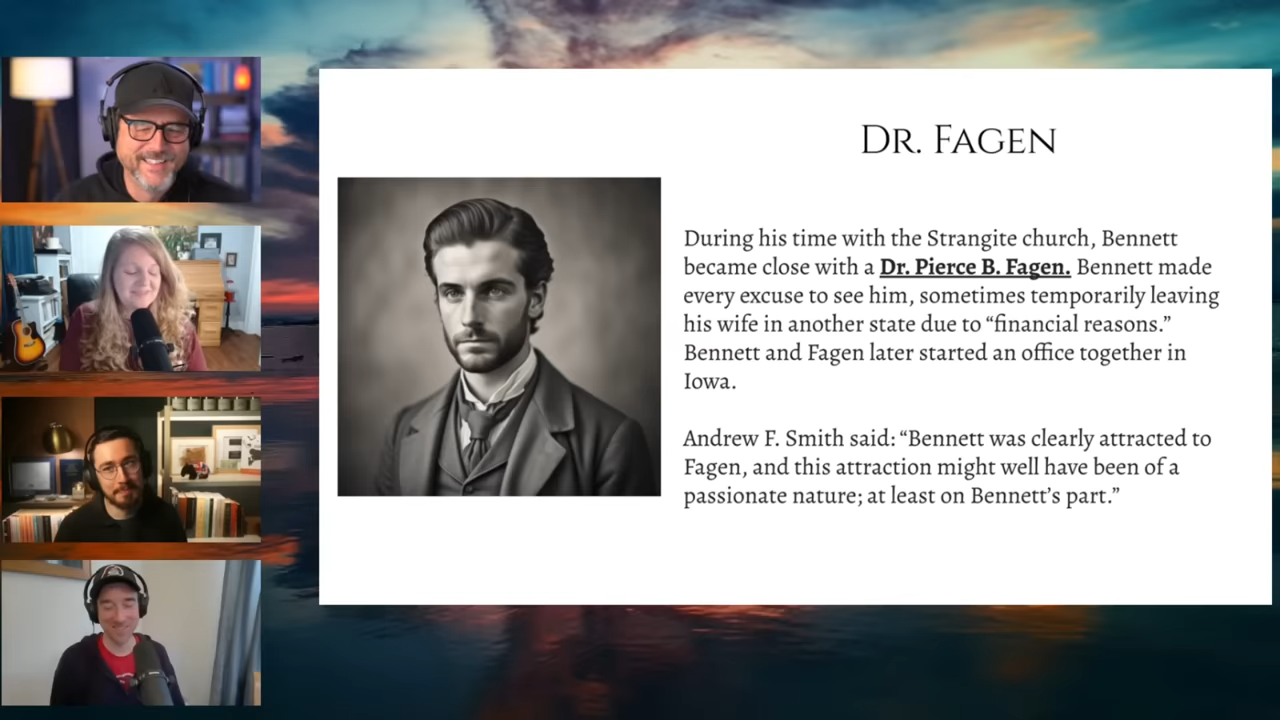 Dr. Fagen
During his time with the Strangite church, Bennett
became close with a Dr. Pierce B. Fagen. Bennett made
every excuse to see him, sometimes temporarily leaving
his wife in another state due to “financial reasons.”
Bennett and Fagen later started an office together in
Iowa.
Andrew F. Smith said: “Bennett was clearly attracted to
Fagen, and this attraction might well have been of a
passionate nature; at least on Bennett’s part.”